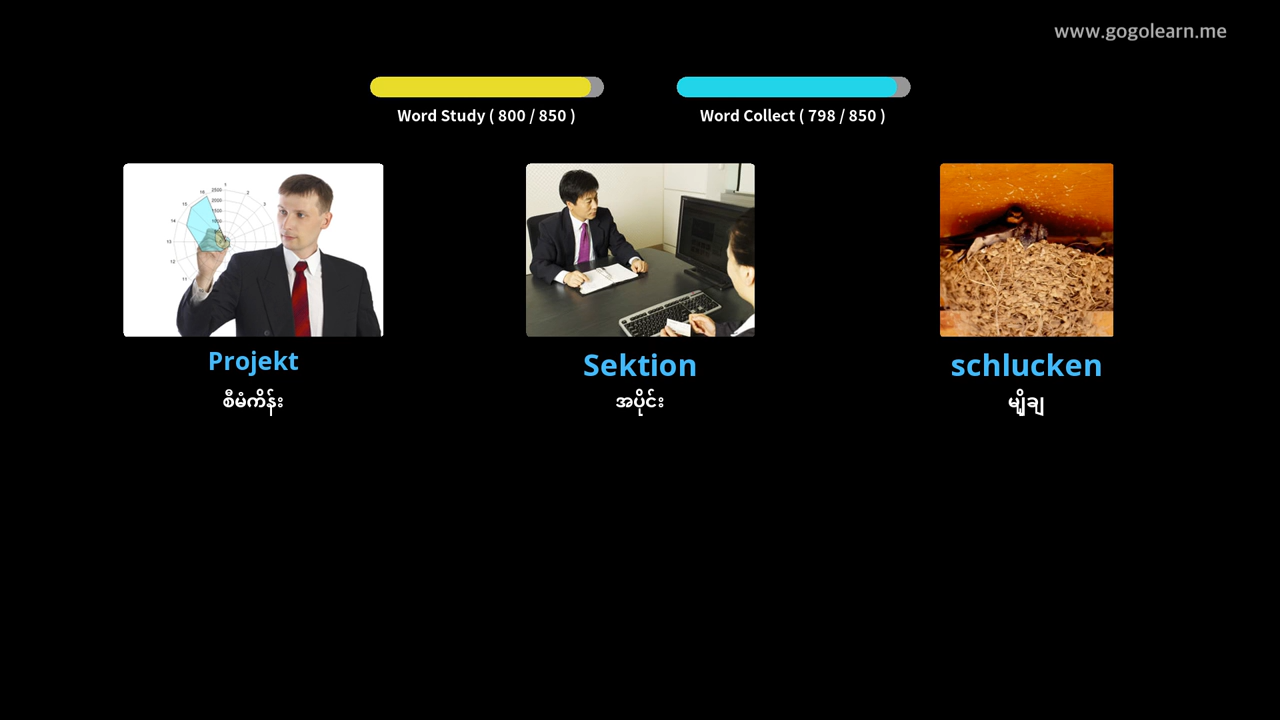 www.gogolearn.me
Word Study ( 800 / 850 )
Word Collect ( 798 / 850 )
Projekt
Sektion
schlucken
စီမံကိန်း
အပိုင်း
မျိုချ